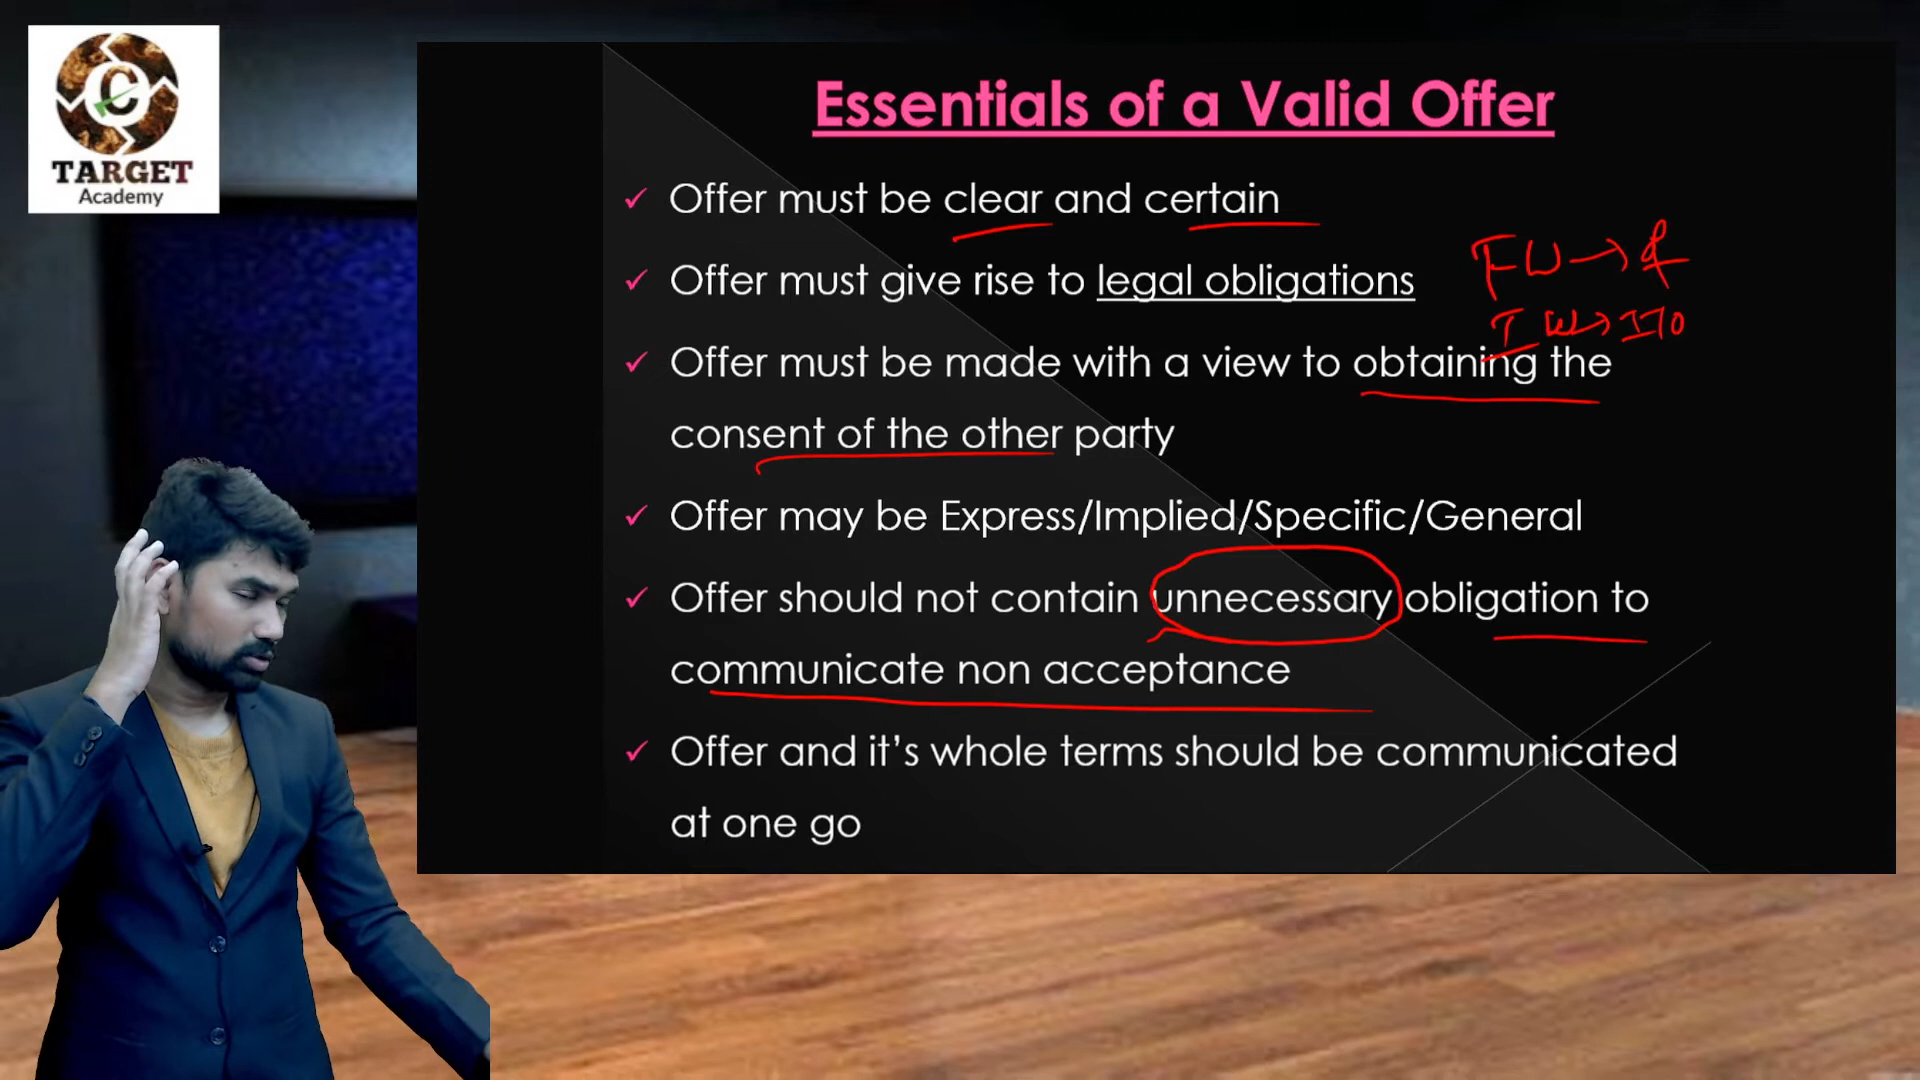 C
TARGET
Academy
Essentials of a Valid Offer
✓ Offer must be clear and certain
✓ Offer must give rise to legal obligations
✓ Offer must be made with a view to obtaining the
consent of the other party
✓ Offer may be Express/Implied/Specific/General
✓ Offer should not contain unnecessary obligation to
communicate non acceptance
✓ Offer and it's whole terms should be communicated
at one go
→
ITO